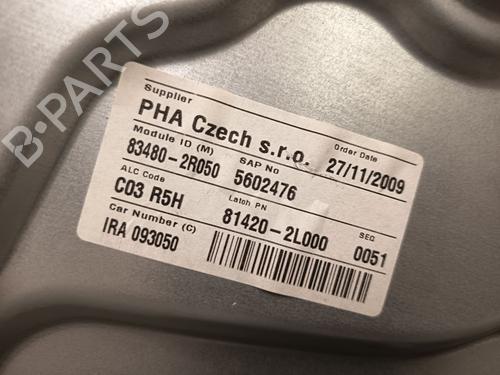 B-PARTS
Supplier
PHA Czech s.r.o.
Order Date
27/11/2009
Module ID (M)
83480-2R050
SAP No
5602476
ALC Code
C03 R5H
Latch PN
81420-2L000
SEQ
0051
Car Number (C)
IRA 093050